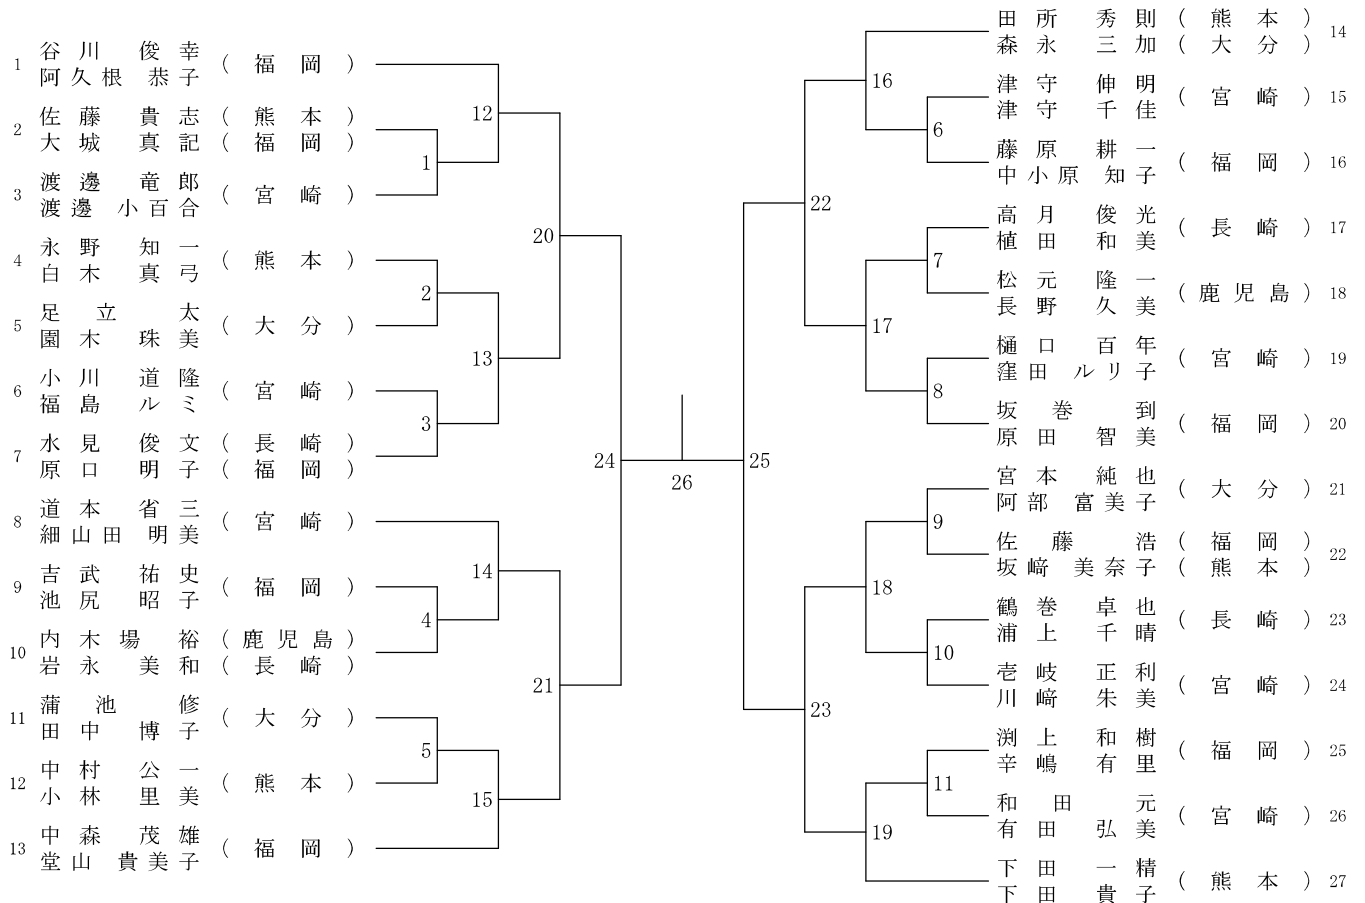 1 谷川 俊幸 (福岡)
阿久根 恭子
2 佐藤 貴志 (熊本)
大城 真記 (福岡)
3 渡邊 竜郎 (宮崎)
渡邊 小百合
4 永野 知一 (熊本)
白木 真弓
5 足立 太 (大分)
園木 珠美
6 小川 道隆 (宮崎)
福島 ルミ
7 水見 俊文 (長崎)
原口 明子 (福岡)
8 道本 省三 (宮崎)
細山田 明美
9 吉武 祐史 (福岡)
池尻 昭子
10 内木場 裕 (鹿児島)
岩永 美和 (長崎)
11 蒲池 修 (大分)
田中 博子
12 中村 公一 (熊本)
小林 里美
13 中森 茂雄 (福岡)
堂山 貴美子
12
1
20
2
13
3
24
14
4
21
5
15
26
25
16
6
22
7
17
8
9
18
10
23
11
19
田所 秀則 (熊本) 14
森永 三加 (大分)
津守 伸明 (宮崎) 15
津守 千佳
藤原 耕一 (福岡) 16
中小原 知子
高月 俊光 (長崎) 17
植田 和美
松元 隆一 (鹿児島) 18
長野 久美
樋口 百年 (宮崎) 19
窪田 ルリ子
坂巻 到 (福岡) 20
原田 智美
宮本 純也 (大分) 21
阿部 富美子
佐藤 浩 (福岡) 22
坂﨑 美奈子 (熊本)
鶴巻 卓也 (長崎) 23
浦上 千晴
壱岐 正利 (宮崎) 24
川﨑 朱美
渕上 和樹 (福岡) 25
辛嶋 有里
和田 元 (宮崎) 26
有田 弘美
下田 一精 (熊本) 27
下田 貴子